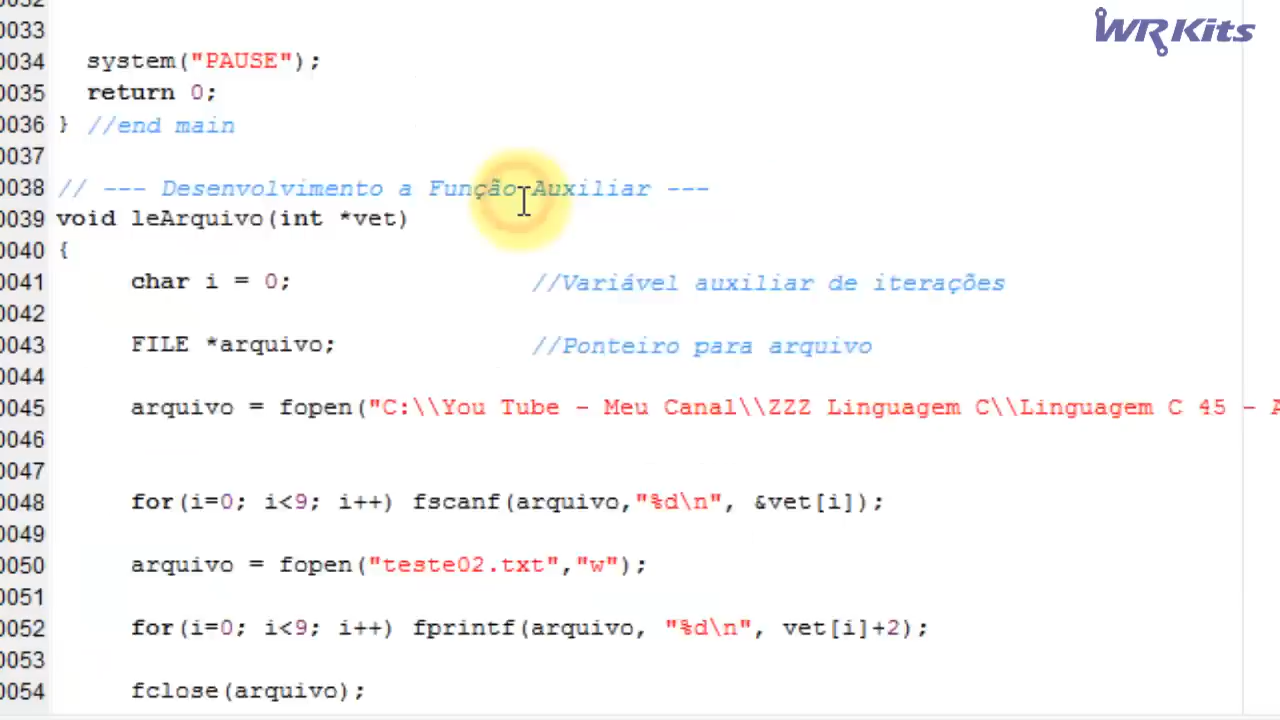 WR Kits
0032
0033
0034 system("PAUSE");
0035 return 0;
0036 } //end main
0037
0038 // --- Desenvolvimento a Função Auxiliar ---
0039 void leArquivo(int *vet)
0040 {
0041 char i = 0; //Variável auxiliar de iterações
0042
0043 FILE *arquivo; //Ponteiro para arquivo
0044
0045 arquivo = fopen("C:\\You Tube - Meu Canal\\ZZZ Linguagem C\\Linguagem C 45 - A
0046
0047
0048 for(i=0; i<9; i++) fscanf(arquivo,"%d\n", &vet[i]);
0049
0050 arquivo = fopen("teste02.txt","w");
0051
0052 for(i=0; i<9; i++) fprintf(arquivo, "%d\n", vet[i]+2);
0053
0054 fclose(arquivo);